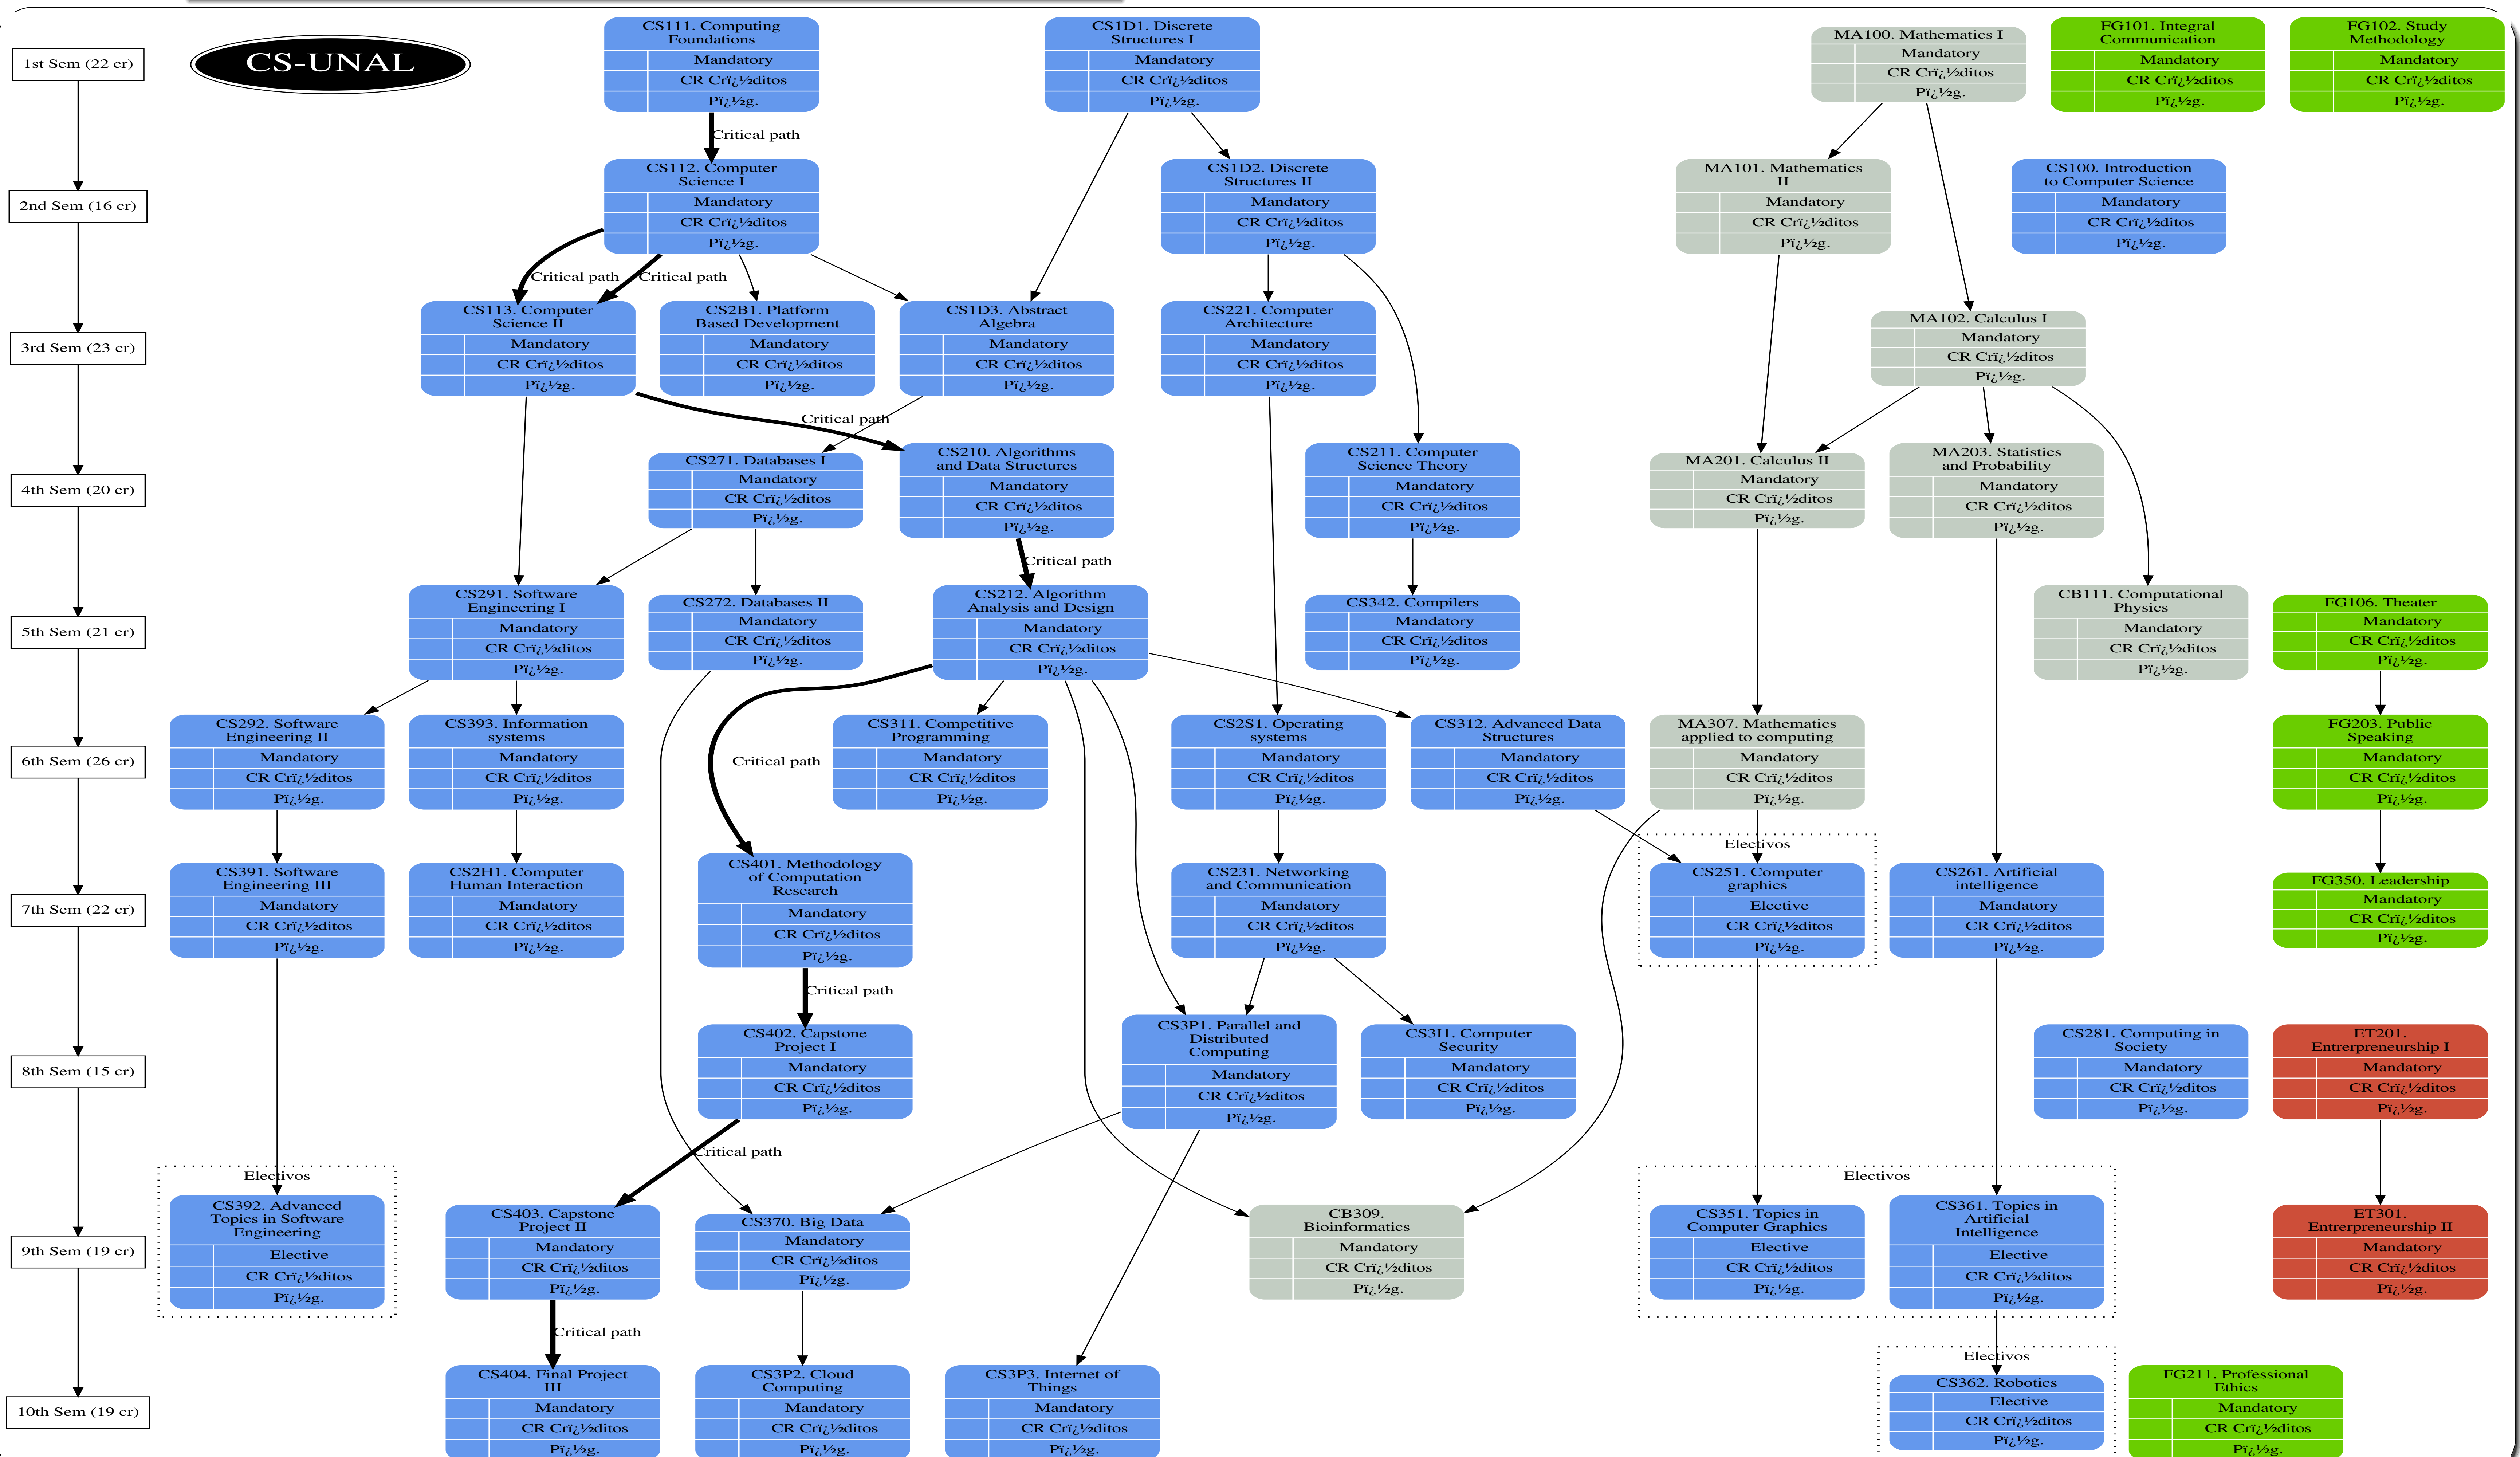 CS-UNAL
1st Sem (22 cr)
CS111. Computing
Foundations
Mandatory
CR Crï¿½ditos
Pï¿½g.
CS1D1. Discrete
Structures I
Mandatory
CR Crï¿½ditos
Pï¿½g.
MA100. Mathematics I
Mandatory
CR Crï¿½ditos
Pï¿½g.
FG101. Integral
Communication
Mandatory
CR Crï¿½ditos
Pï¿½g.
FG102. Study
Methodology
Mandatory
CR Crï¿½ditos
Pï¿½g.
Critical path
2nd Sem (16 cr)
CS112. Computer
Science I
Mandatory
CR Crï¿½ditos
Pï¿½g.
CS1D2. Discrete
Structures II
Mandatory
CR Crï¿½ditos
Pï¿½g.
MA101. Mathematics
II
Mandatory
CR Crï¿½ditos
Pï¿½g.
CS100. Introduction
to Computer Science
Mandatory
CR Crï¿½ditos
Pï¿½g.
Critical path
Critical path
3rd Sem (23 cr)
CS113. Computer
Science II
Mandatory
CR Crï¿½ditos
Pï¿½g.
CS2B1. Platform
Based Development
Mandatory
CR Crï¿½ditos
Pï¿½g.
CS1D3. Abstract
Algebra
Mandatory
CR Crï¿½ditos
Pï¿½g.
CS221. Computer
Architecture
Mandatory
CR Crï¿½ditos
Pï¿½g.
MA102. Calculus I
Mandatory
CR Crï¿½ditos
Pï¿½g.
Critical path
4th Sem (20 cr)
CS271. Databases I
Mandatory
CR Crï¿½ditos
Pï¿½g.
CS210. Algorithms
and Data Structures
Mandatory
CR Crï¿½ditos
Pï¿½g.
CS211. Computer
Science Theory
Mandatory
CR Crï¿½ditos
Pï¿½g.
MA201. Calculus II
Mandatory
CR Crï¿½ditos
Pï¿½g.
MA203. Statistics
and Probability
Mandatory
CR Crï¿½ditos
Pï¿½g.
Critical path
5th Sem (21 cr)
CS291. Software
Engineering I
Mandatory
CR Crï¿½ditos
Pï¿½g.
CS272. Databases II
Mandatory
CR Crï¿½ditos
Pï¿½g.
CS212. Algorithm
Analysis and Design
Mandatory
CR Crï¿½ditos
Pï¿½g.
CS342. Compilers
Mandatory
CR Crï¿½ditos
Pï¿½g.
CB111. Computational
Physics
Mandatory
CR Crï¿½ditos
Pï¿½g.
FG106. Theater
Mandatory
CR Crï¿½ditos
Pï¿½g.
6th Sem (26 cr)
CS292. Software
Engineering II
Mandatory
CR Crï¿½ditos
Pï¿½g.
CS393. Information
systems
Mandatory
CR Crï¿½ditos
Pï¿½g.
Critical path
CS311. Competitive
Programming
Mandatory
CR Crï¿½ditos
Pï¿½g.
CS2S1. Operating
systems
Mandatory
CR Crï¿½ditos
Pï¿½g.
CS312. Advanced Data
Structures
Mandatory
CR Crï¿½ditos
Pï¿½g.
MA307. Mathematics
applied to computing
Mandatory
CR Crï¿½ditos
Pï¿½g.
FG203. Public
Speaking
Mandatory
CR Crï¿½ditos
Pï¿½g.
7th Sem (22 cr)
CS391. Software
Engineering III
Mandatory
CR Crï¿½ditos
Pï¿½g.
CS2H1. Computer
Human Interaction
Mandatory
CR Crï¿½ditos
Pï¿½g.
CS401. Methodology
of Computation
Research
Mandatory
CR Crï¿½ditos
Pï¿½g.
CS231. Networking
and Communication
Mandatory
CR Crï¿½ditos
Pï¿½g.
Electivos
CS251. Computer
graphics
Elective
CR Crï¿½ditos
Pï¿½g.
CS261. Artificial
intelligence
Mandatory
CR Crï¿½ditos
Pï¿½g.
FG350. Leadership
Mandatory
CR Crï¿½ditos
Pï¿½g.
Critical path
8th Sem (15 cr)
CS402. Capstone
Project I
Mandatory
CR Crï¿½ditos
Pï¿½g.
CS3P1. Parallel and
Distributed
Computing
Mandatory
CR Crï¿½ditos
Pï¿½g.
CS3I1. Computer
Security
Mandatory
CR Crï¿½ditos
Pï¿½g.
CS281. Computing in
Society
Mandatory
CR Crï¿½ditos
Pï¿½g.
ET201.
Entrerpreneurship I
Mandatory
CR Crï¿½ditos
Pï¿½g.
Critical path
9th Sem (19 cr)
Electivos
CS392. Advanced
Topics in Software
Engineering
Elective
CR Crï¿½ditos
Pï¿½g.
CS403. Capstone
Project II
Mandatory
CR Crï¿½ditos
Pï¿½g.
CS370. Big Data
Mandatory
CR Crï¿½ditos
Pï¿½g.
CB309.
Bioinformatics
Mandatory
CR Crï¿½ditos
Pï¿½g.
Electivos
CS351. Topics in
Computer Graphics
Elective
CR Crï¿½ditos
Pï¿½g.
CS361. Topics in
Artificial
Intelligence
Elective
CR Crï¿½ditos
Pï¿½g.
ET301.
Entrerpreneurship II
Mandatory
CR Crï¿½ditos
Pï¿½g.
Critical path
10th Sem (19 cr)
CS404. Final Project
III
Mandatory
CR Crï¿½ditos
Pï¿½g.
CS3P2. Cloud
Computing
Mandatory
CR Crï¿½ditos
Pï¿½g.
CS3P3. Internet of
Things
Mandatory
CR Crï¿½ditos
Pï¿½g.
Electivos
CS362. Robotics
Elective
CR Crï¿½ditos
Pï¿½g.
FG211. Professional
Ethics
Mandatory
CR Crï¿½ditos
Pï¿½g.